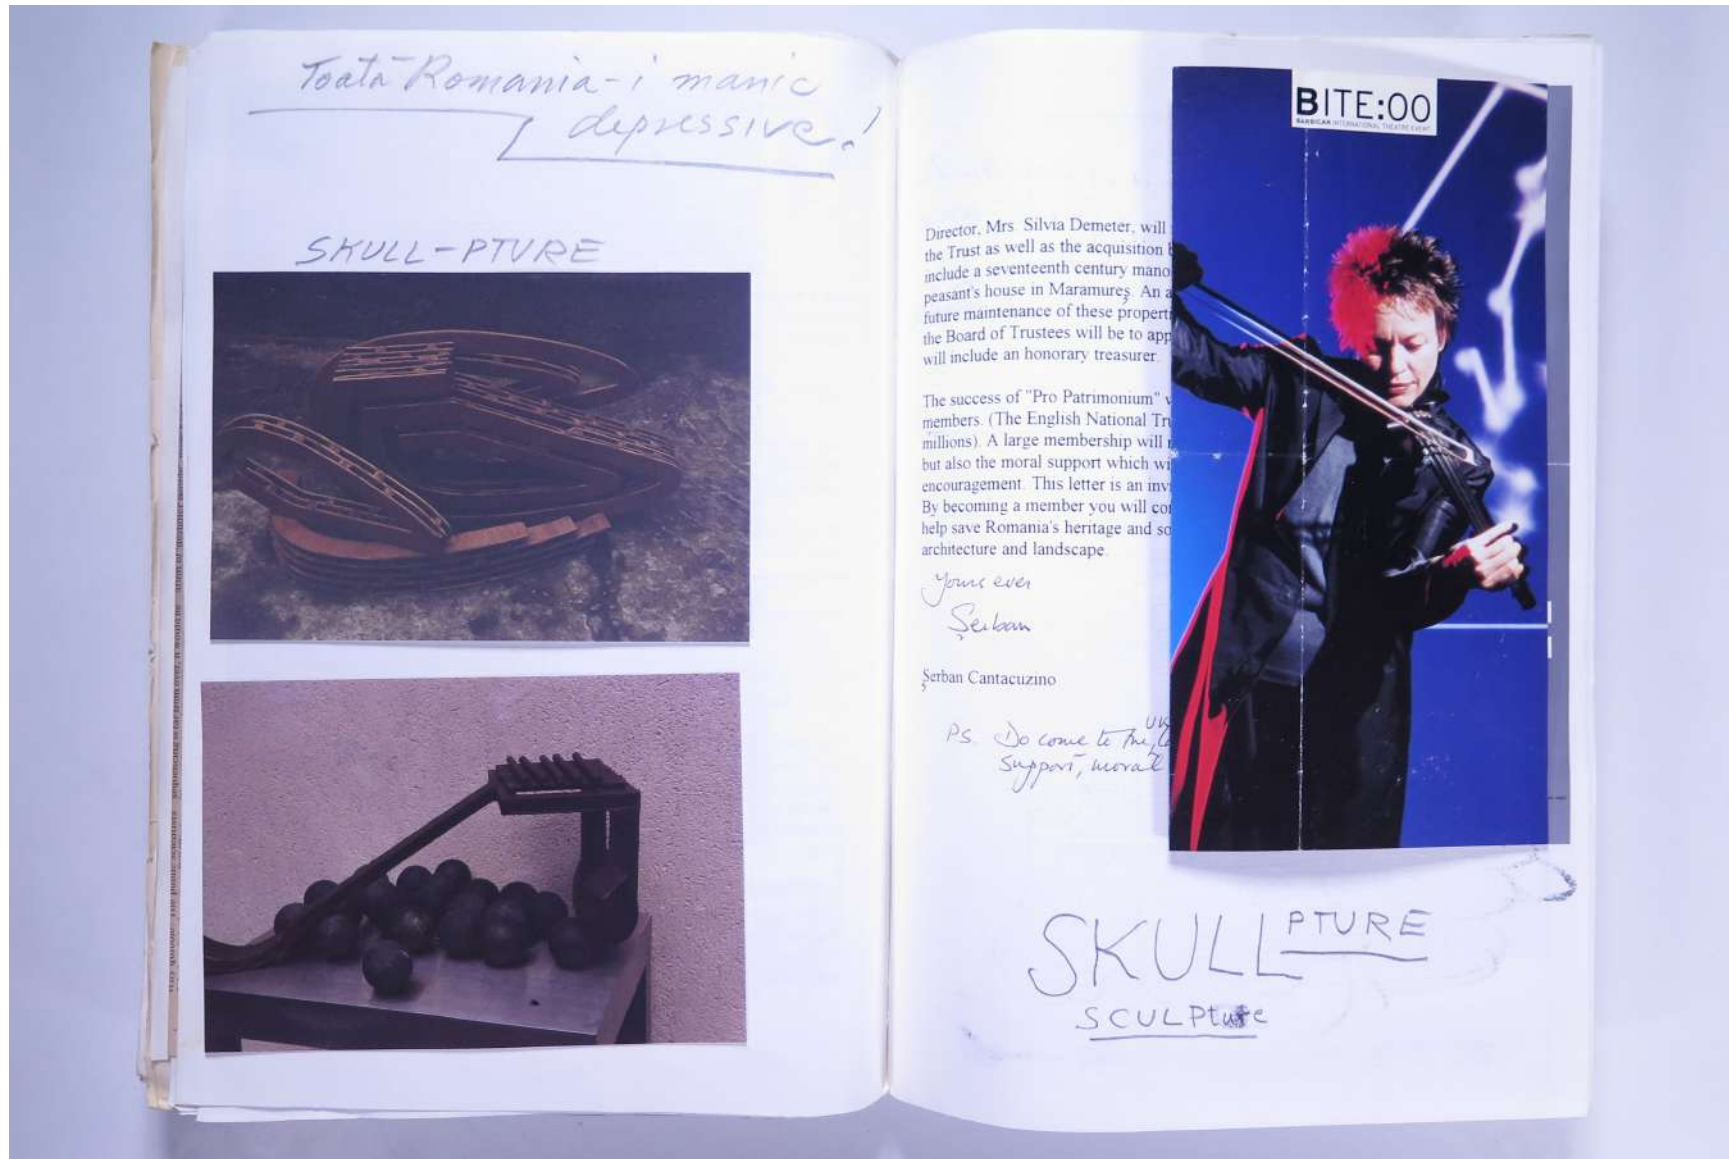 Toată Romania-i manic
depressive!
SKULL-PTURE
BITE:00
BARBICAN INTERNATIONAL THEATRE EVENT
Director, Mrs Silvia Demeter, will
the Trust as well as the acquisition
include a seventeenth century mano
peasant's house in Maramureş. An a
future maintenance of these properti
the Board of Trustees will be to app
will include an honorary treasurer.
The success of "Pro Patrimonium"
members. (The English National Tru
millions). A large membership will
but also the moral support which wi
encouragement. This letter is an invi
By becoming a member you will con
help save Romania's heritage and so
architecture and landscape.
Yours ever
Şerban
Şerban Cantacuzino
UK
PS. Do come to the
support, moral
SKULLPTURE
SCULPture